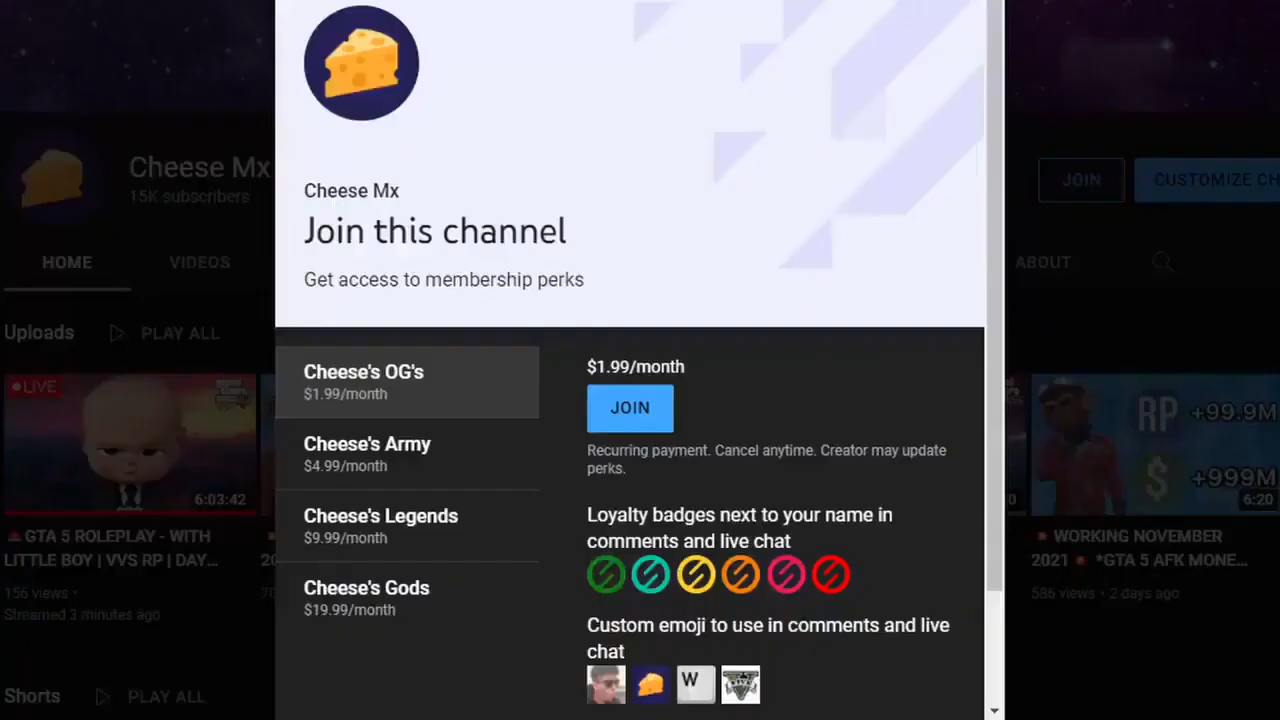 Cheese Mx
Join this channel
Get access to membership perks
Cheese's OG's
$1.99/month
Cheese's Army
$4.99/month
Cheese's Legends
$9.99/month
Cheese's Gods
$19.99/month
$1.99/month
JOIN
Recurring payment. Cancel anytime. Creator may update
perks.
Loyalty badges next to your name in
comments and live chat
Custom emoji to use in comments and live
chat
W
Cheese Mx
15K subscribers
JOIN
CUSTOMIZE CH
HOME
VIDEOS
ABOUT
Uploads
PLAY ALL
LIVE
6:03:42
GTA 5 ROLEPLAY - WITH
LITTLE BOY | VVS RP | DAY...
156 views •
Streamed 3 minutes ago
RP +99.9M
$ +999M
6:20
WORKING NOVEMBER
2021 *GTA 5 AFK MONE...
586 views • 2 days ago
Shorts
PLAY ALL